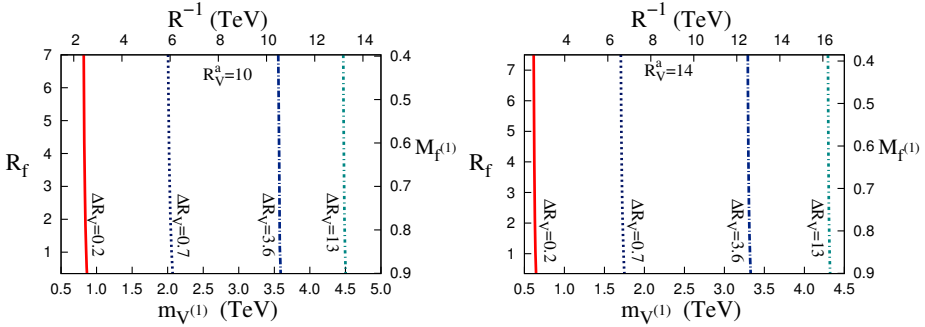 R⁻¹ (TeV)
2 4 6 8 10 12 14
R_V^a=10
R_f
7
6
5
4
3
2
1
0.4
0.5
0.6
0.7
0.8
0.9
M_f(1)
ΔR_V=0.2
ΔR_V=0.7
ΔR_V=3.6
ΔR_V=13
0.5 1.0 1.5 2.0 2.5 3.0 3.5 4.0 4.5 5.0
m_V(1) (TeV)
R⁻¹ (TeV)
4 6 8 10 12 14 16
R_V^a=14
R_f
7
6
5
4
3
2
1
0.4
0.5
0.6
0.7
0.8
0.9
M_f(1)
ΔR_V=0.2
ΔR_V=0.7
ΔR_V=3.6
ΔR_V=13
0.5 1.0 1.5 2.0 2.5 3.0 3.5 4.0 4.5
m_V(1) (TeV)